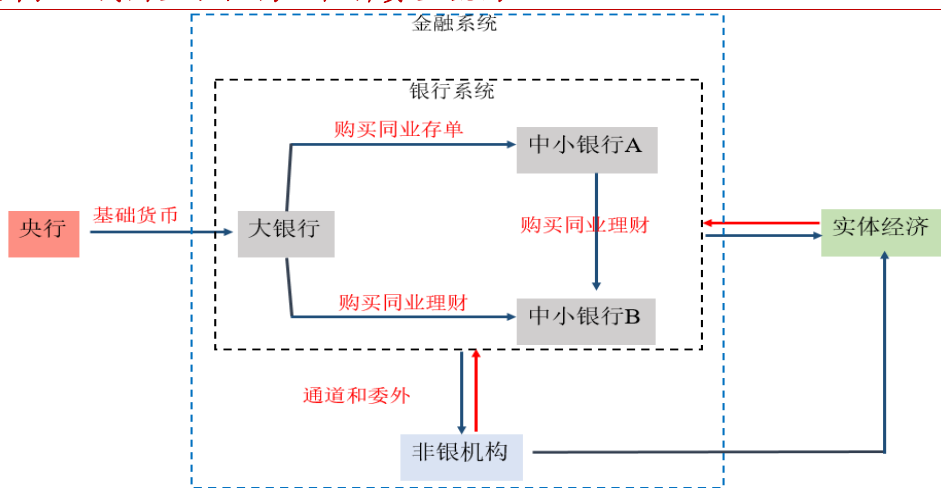 金融系统
银行系统
购买同业存单
中小银行A
基础货币
央行
大银行
购买同业理财
实体经济
购买同业理财
中小银行B
通道和委外
非银机构